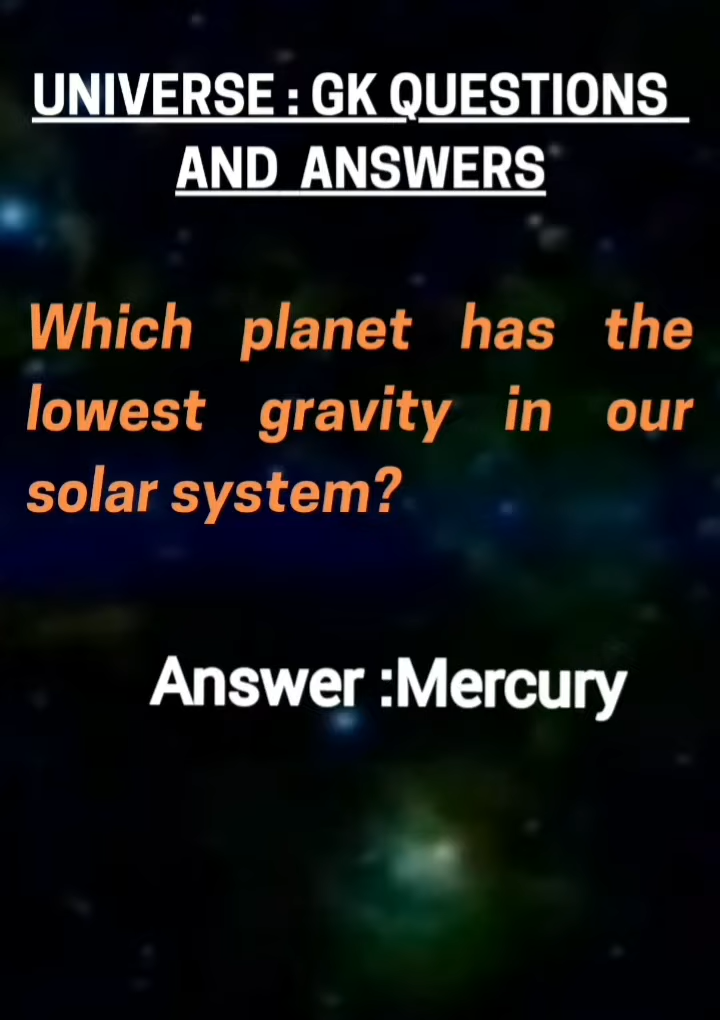 UNIVERSE : GK QUESTIONS
AND ANSWERS
Which planet has the
lowest gravity in our
solar system?
Answer :Mercury